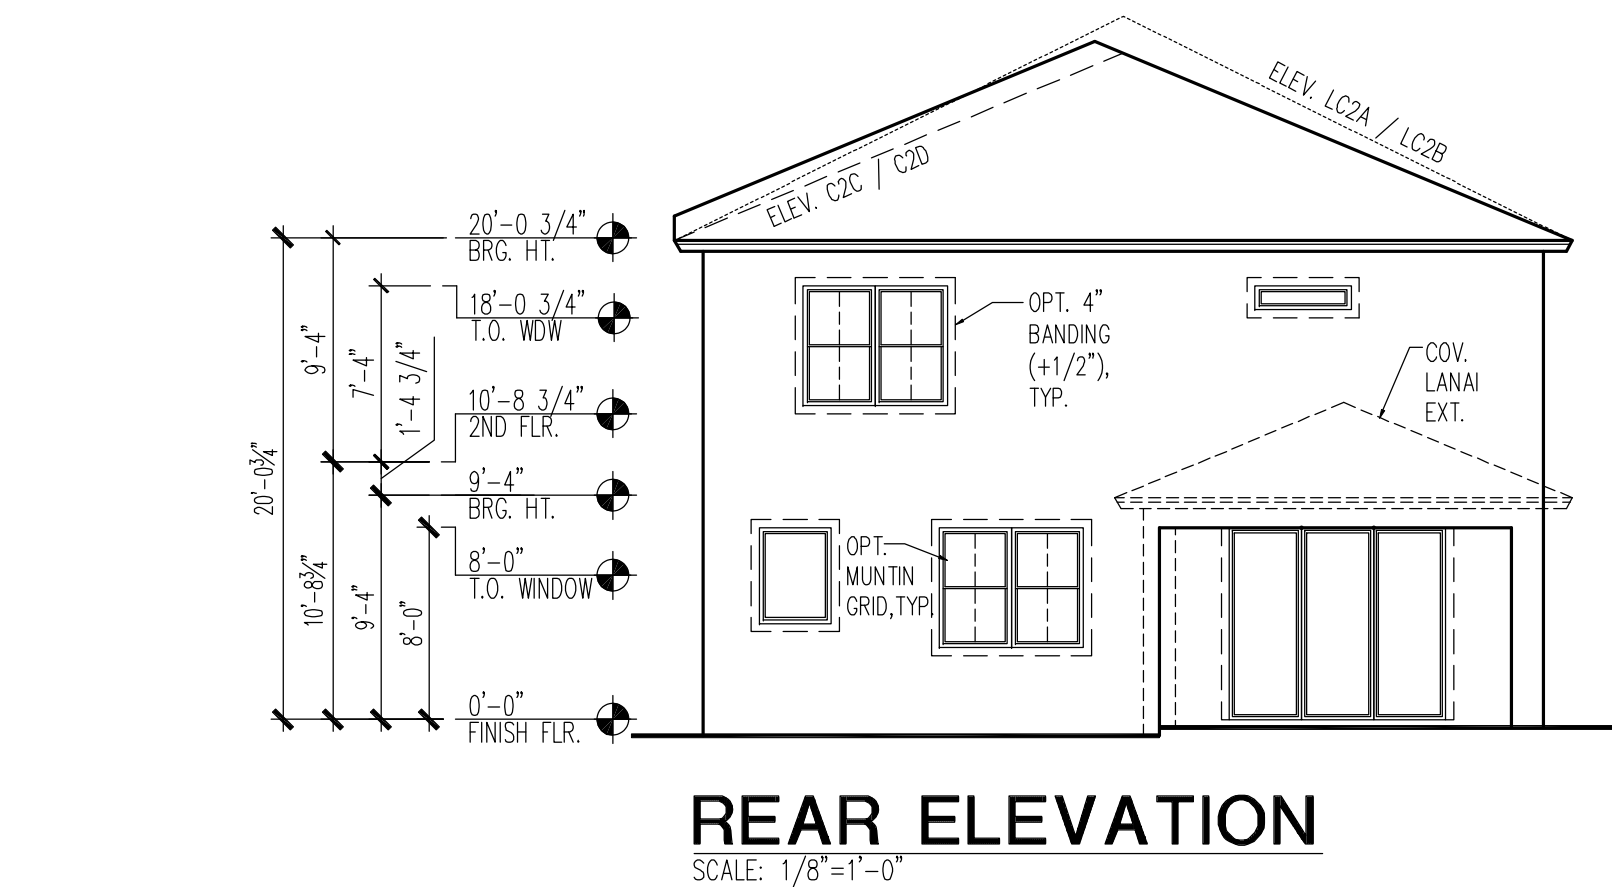 ELEV. LC2A / LC2B
ELEV. C2C / C2D
20'-0 3/4"
BRG. HT.
18'-0 3/4"
T.O. WDW
10'-8 3/4"
2ND FLR.
9'-4"
BRG. HT.
8'-0"
T.O. WINDOW
0'-0"
FINISH FLR.
20'-0¾"
9'-4"
10'-8¾"
7'-4"
9'-4"
1'-4 3/4"
8'-0"
OPT. 4"
BANDING
(+1/2"),
TYP.
COV.
LANAI
EXT.
OPT.
MUNTIN
GRID,TYP.
REAR ELEVATION
SCALE: 1/8"=1'-0"